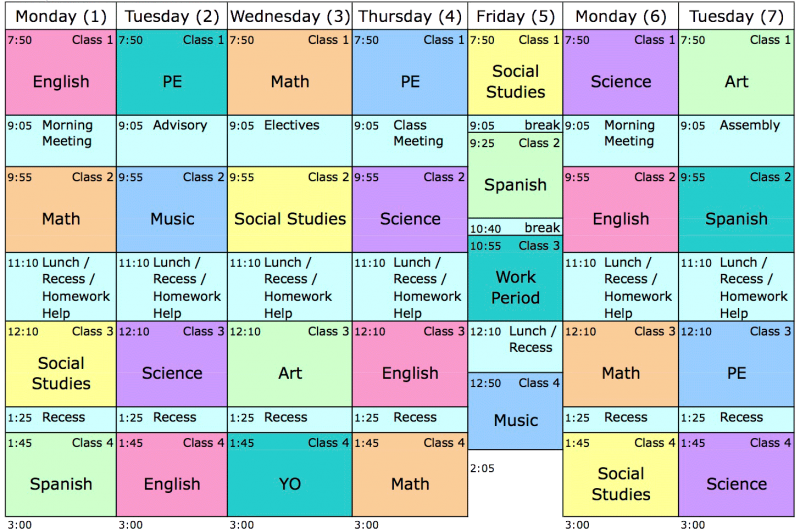 Monday (1)
Tuesday (2)
Wednesday (3)
Thursday (4)
Friday (5)
Monday (6)
Tuesday (7)
7:50 Class 1
English
9:05 Morning
Meeting
9:55 Class 2
Math
11:10 Lunch /
Recess /
Homework
Help
12:10 Class 3
Social
Studies
1:25 Recess
1:45 Class 4
Spanish
3:00
7:50 Class 1
PE
9:05 Advisory
9:55 Class 2
Music
11:10 Lunch /
Recess /
Homework
Help
12:10 Class 3
Science
1:25 Recess
1:45 Class 4
English
3:00
7:50 Class 1
Math
9:05 Electives
9:55 Class 2
Social Studies
11:10 Lunch /
Recess /
Homework
Help
12:10 Class 3
Art
1:25 Recess
1:45 Class 4
YO
3:00
7:50 Class 1
PE
9:05 Class
Meeting
9:55 Class 2
Science
11:10 Lunch /
Recess /
Homework
Help
12:10 Class 3
English
1:25 Recess
1:45 Class 4
Math
3:00
7:50 Class 1
Social
Studies
9:05 break
9:25 Class 2
Spanish
10:40 break
10:55 Class 3
Work
Period
12:10 Lunch /
Recess
12:50 Class 4
Music
2:05
7:50 Class 1
Science
9:05 Morning
Meeting
9:55 Class 2
English
11:10 Lunch /
Recess /
Homework
Help
12:10 Class 3
Math
1:25 Recess
1:45 Class 4
Social
Studies
3:00
7:50 Class 1
Art
9:05 Assembly
9:55 Class 2
Spanish
11:10 Lunch /
Recess /
Homework
Help
12:10 Class 3
PE
1:25 Recess
1:45 Class 4
Science
3:00